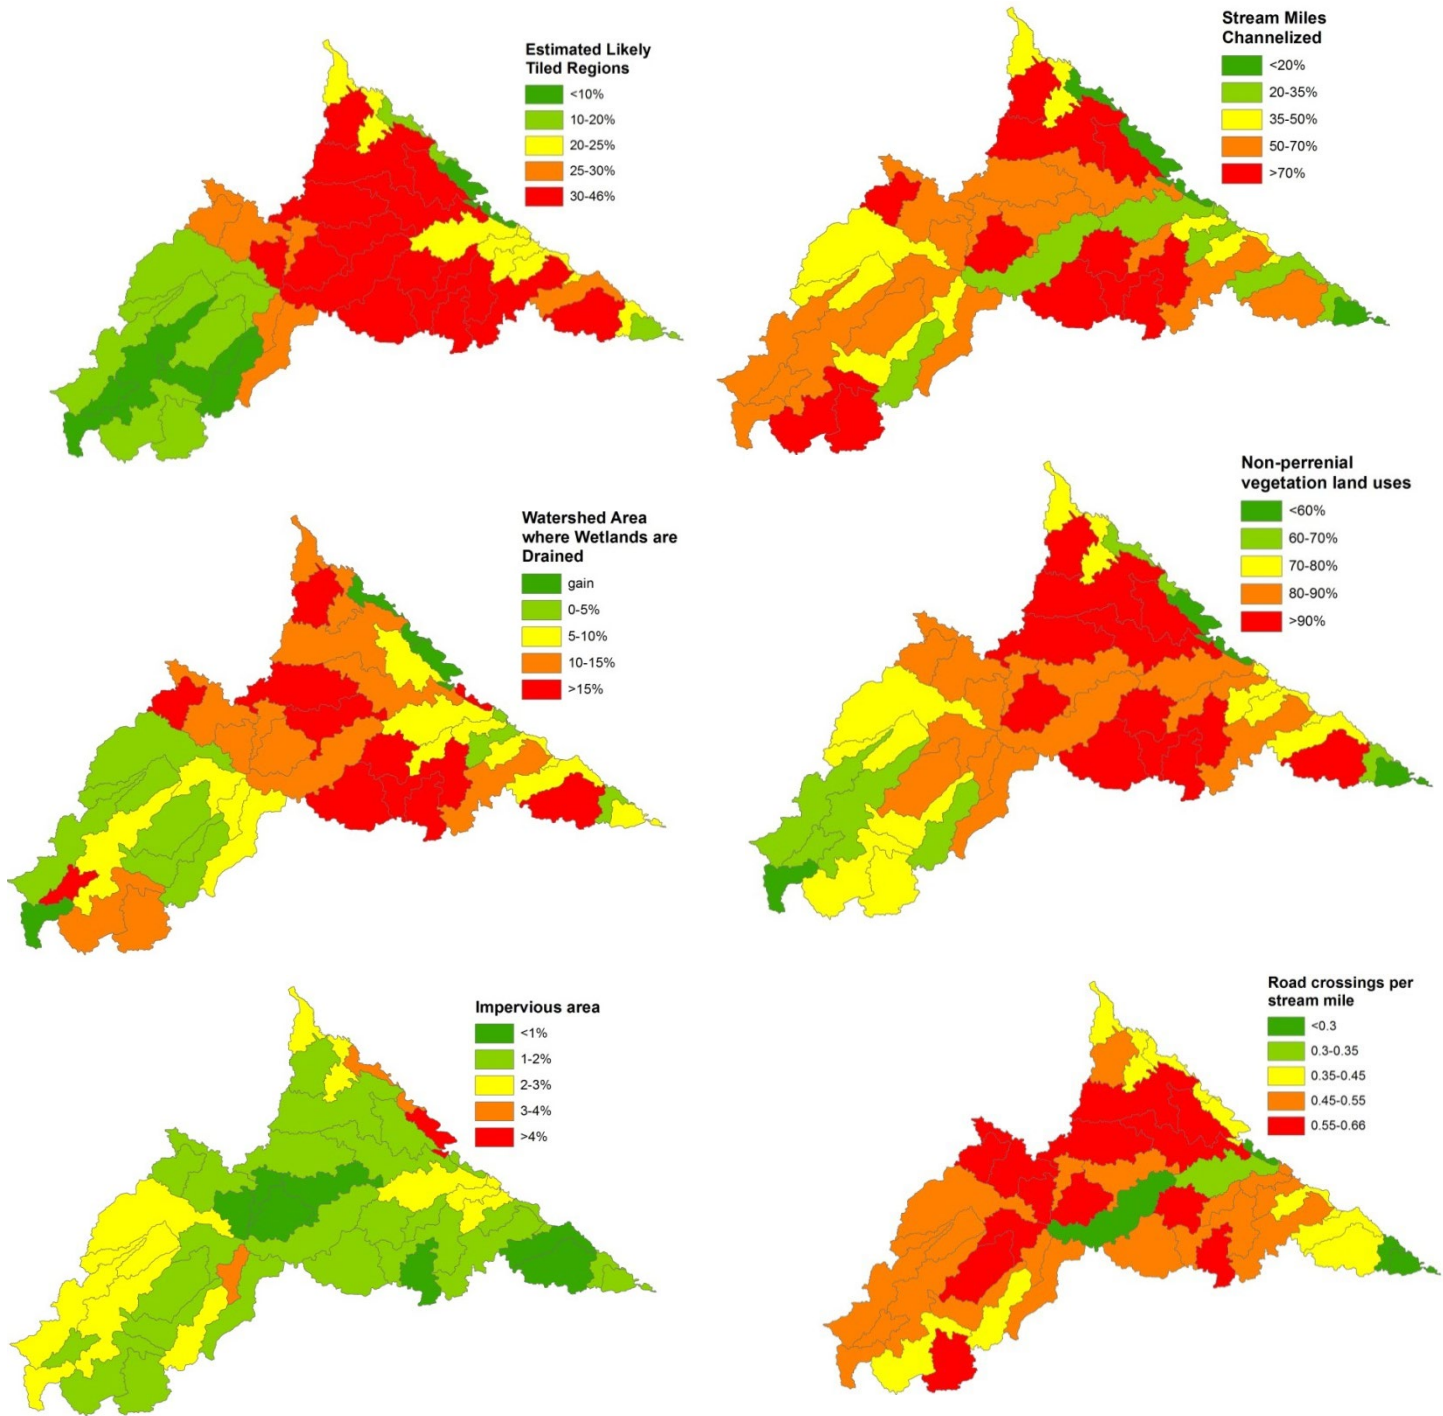 Estimated Likely
Tiled Regions
<10%
10-20%
20-25%
25-30%
30-46%
Stream Miles
Channelized
<20%
20-35%
35-50%
50-70%
>70%
Watershed Area
where Wetlands are
Drained
gain
0-5%
5-10%
10-15%
>15%
Non-perrenial
vegetation land uses
<60%
60-70%
70-80%
80-90%
>90%
Impervious area
<1%
1-2%
2-3%
3-4%
>4%
Road crossings per
stream mile
<0.3
0.3-0.35
0.35-0.45
0.45-0.55
0.55-0.66